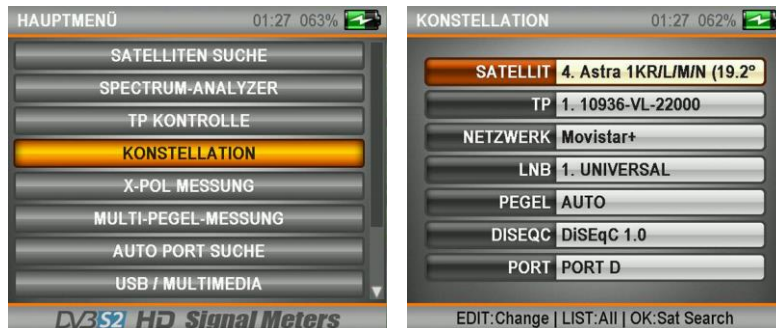 HAUPTMENÜ 01:27 063%
SATELLITEN SUCHE
SPECTRUM-ANALYZER
TP KONTROLLE
KONSTELLATION
X-POL MESSUNG
MULTI-PEGEL-MESSUNG
AUTO PORT SUCHE
USB / MULTIMEDIA
DVB S2 HD Signal Meters
KONSTELLATION 01:27 062%
SATELLIT 4. Astra 1KR/L/M/N (19.2º
TP 1. 10936-VL-22000
NETZWERK Movistar+
LNB 1. UNIVERSAL
PEGEL AUTO
DISEQC DiSEqC 1.0
PORT PORT D
EDIT:Change | LIST:All | OK:Sat Search